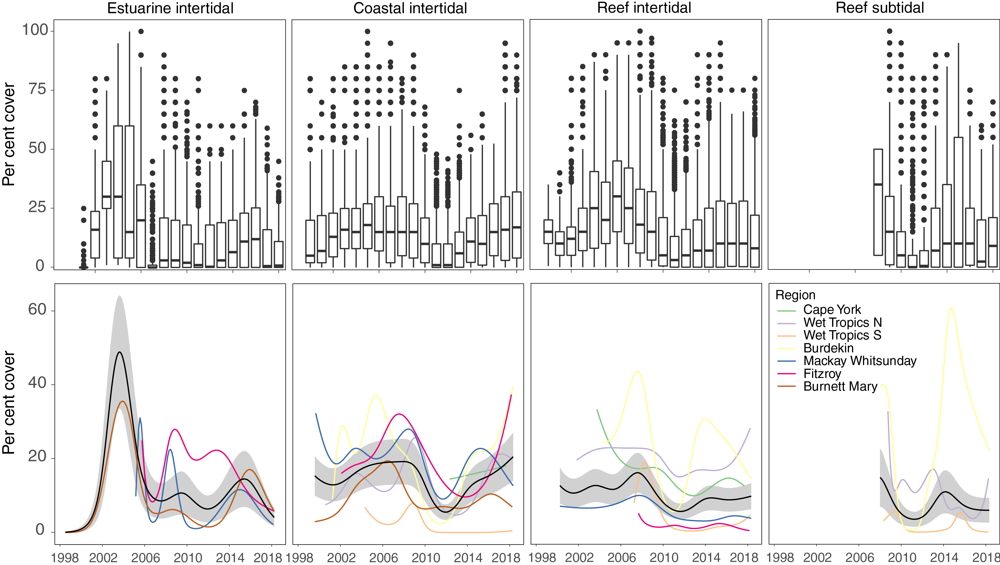 Estuarine intertidal Coastal intertidal Reef intertidal Reef subtidal
Per cent cover
100
75
50
25
0
Per cent cover
60
40
20
0
Region
Cape York
Wet Tropics N
Wet Tropics S
Burdekin
Mackay Whitsunday
Fitzroy
Burnett Mary
1998 2002 2006 2010 2014 2018 1998 2002 2006 2010 2014 2018 1998 2002 2006 2010 2014 2018 1998 2002 2006 2010 2014 2018